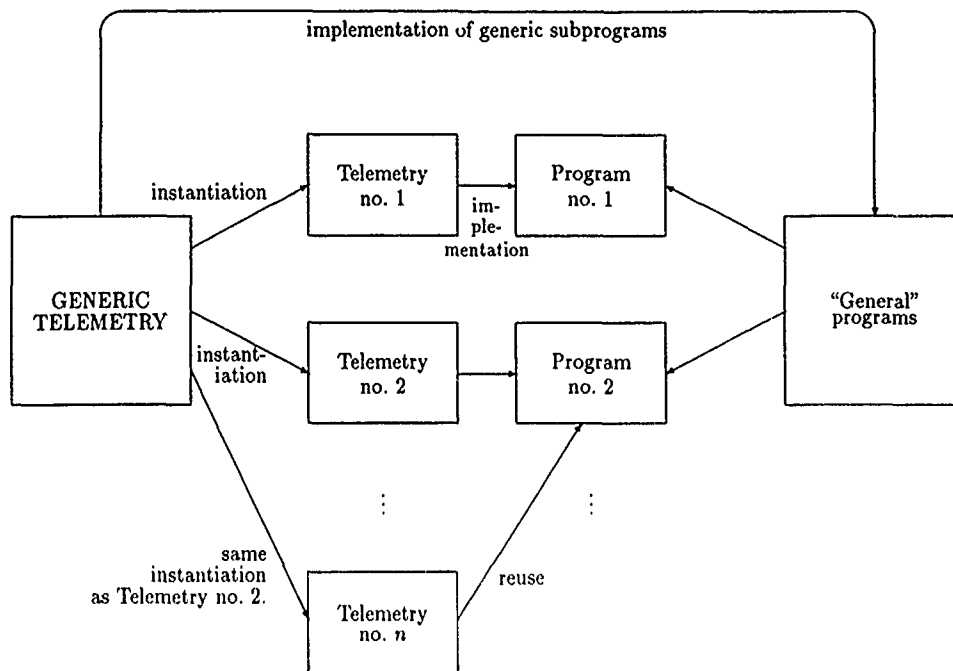 implementation of generic subprograms
Telemetry
no. 1
Program
no. 1
instantiation
im-
ple-
mentation
GENERIC
TELEMETRY
"General"
programs
instant-
iation
Telemetry
no. 2
Program
no. 2
same
instantiation
as Telemetry no. 2.
reuse
Telemetry
no. n